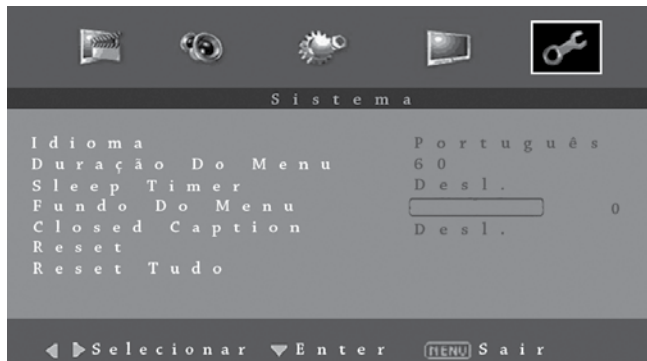 Sistema
Idioma Português
Duração Do Menu 60
Sleep Timer Desl.
Fundo Do Menu 0
Closed Caption Desl.
Reset
Reset Tudo
Selecionar Enter MENU Sair